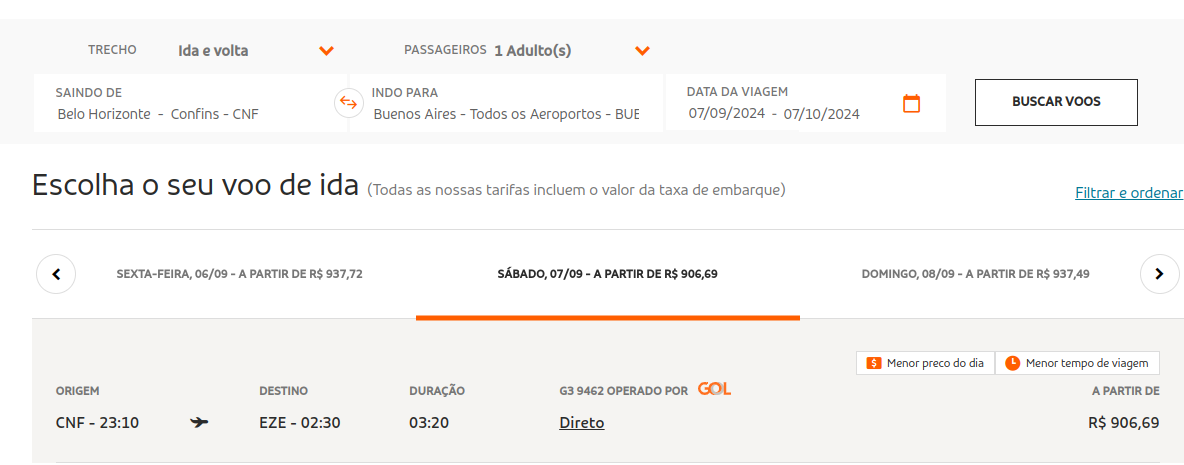 TRECHO Ida e volta PASSAGEIROS 1 Adulto(s)
SAINDO DE INDO PARA DATA DA VIAGEM
Belo Horizonte - Confins - CNF Buenos Aires - Todos os Aeroportos - BUE 07/09/2024 - 07/10/2024 BUSCAR VOOS
Escolha o seu voo de ida (Todas as nossas tarifas incluem o valor da taxa de embarque) Filtrar e ordenar
SEXTA-FEIRA, 06/09 - A PARTIR DE R$ 937,72 SÁBADO, 07/09 - A PARTIR DE R$ 906,69 DOMINGO, 08/09 - A PARTIR DE R$ 937,49
Menor preco do dia Menor tempo de viagem
ORIGEM DESTINO DURAÇÃO G3 9462 OPERADO POR GOL A PARTIR DE
CNF - 23:10 EZE - 02:30 03:20 Direto R$ 906,69